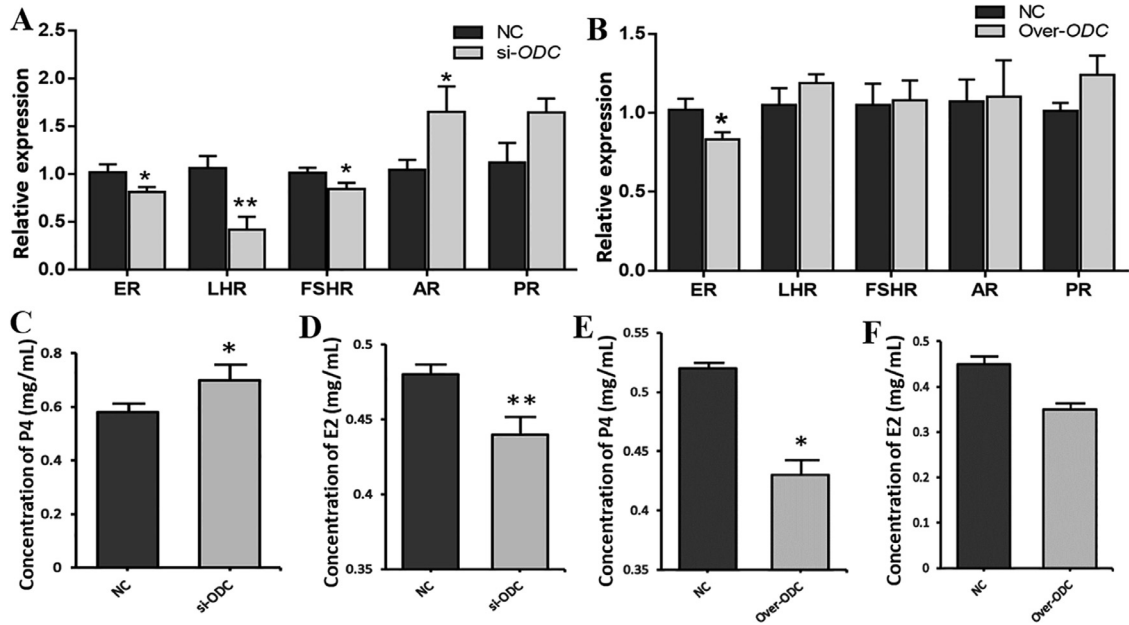 A
NC
si-ODC
Relative expression
2.5
2.0
1.5
1.0
0.5
0.0
*
**
*
*
ER LHR FSHR AR PR
B
NC
Over-ODC
Relative expression
1.5
1.0
0.5
0.0
*
ER LHR FSHR AR PR
C
Concentration of P4 (mg/mL)
0.8
0.6
0.4
0.2
0
*
NC si-ODC
D
Concentration of E2 (mg/mL)
0.5
0.45
0.4
0.35
**
NC si-ODC
E
Concentration of P4 (mg/mL)
0.55
0.5
0.45
0.4
0.35
*
NC Over-ODC
F
Concentration of E2 (mg/mL)
0.5
0.4
0.3
0.2
0.1
0
NC Over-ODC